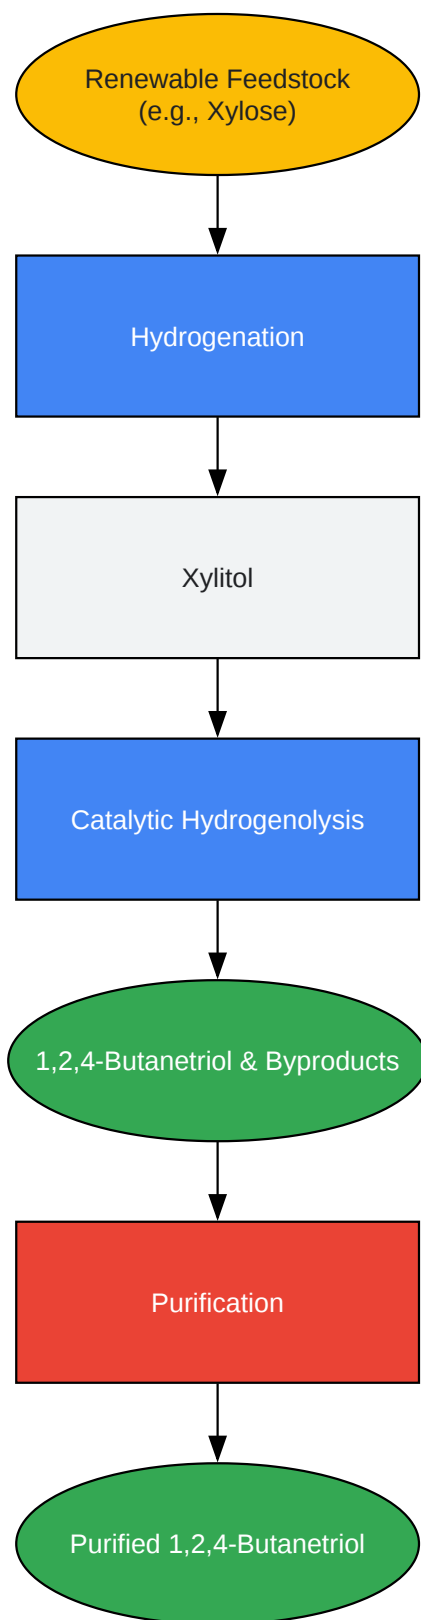 Renewable Feedstock
(e.g., Xylose)
Hydrogenation
Xylitol
Catalytic Hydrogenolysis
1,2,4-Butanetriol & Byproducts
Purification
Purified 1,2,4-Butanetriol